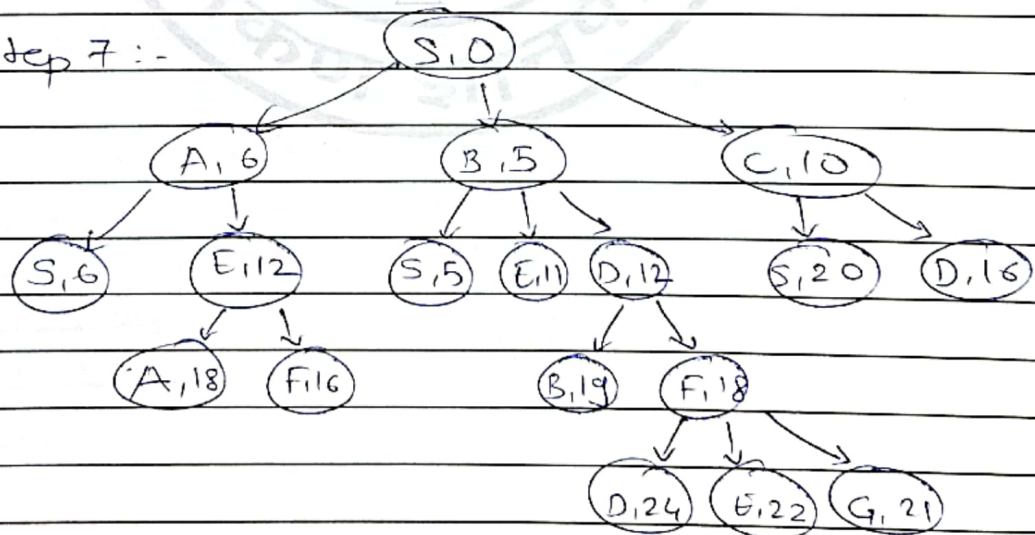 tep 7 :-
S,0
A, 6 B ,5 C,10
S,6 E,12 S,5 E,11 D,12 S,20 D,16
A,18 F,16 B,19 F,18
D,24 E,22 G,21